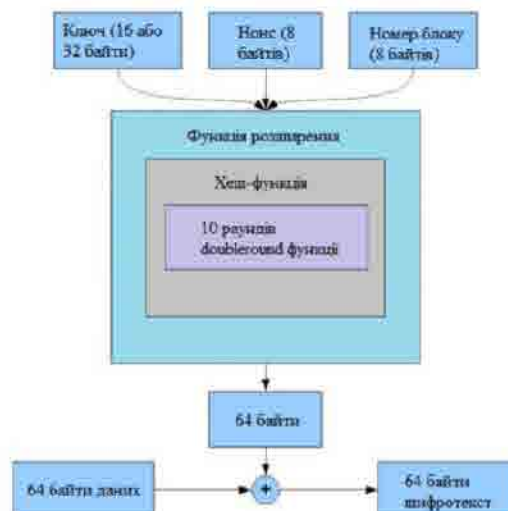 Ключ (16 або
32 байти)
Нонс (8
байтів)
Номер блоку
(8 байтів)
Функція розширення
Хеш-функція
10 раундів
doubleround функції
64 байти
64 байти даних
+
64 байти
шифротекст